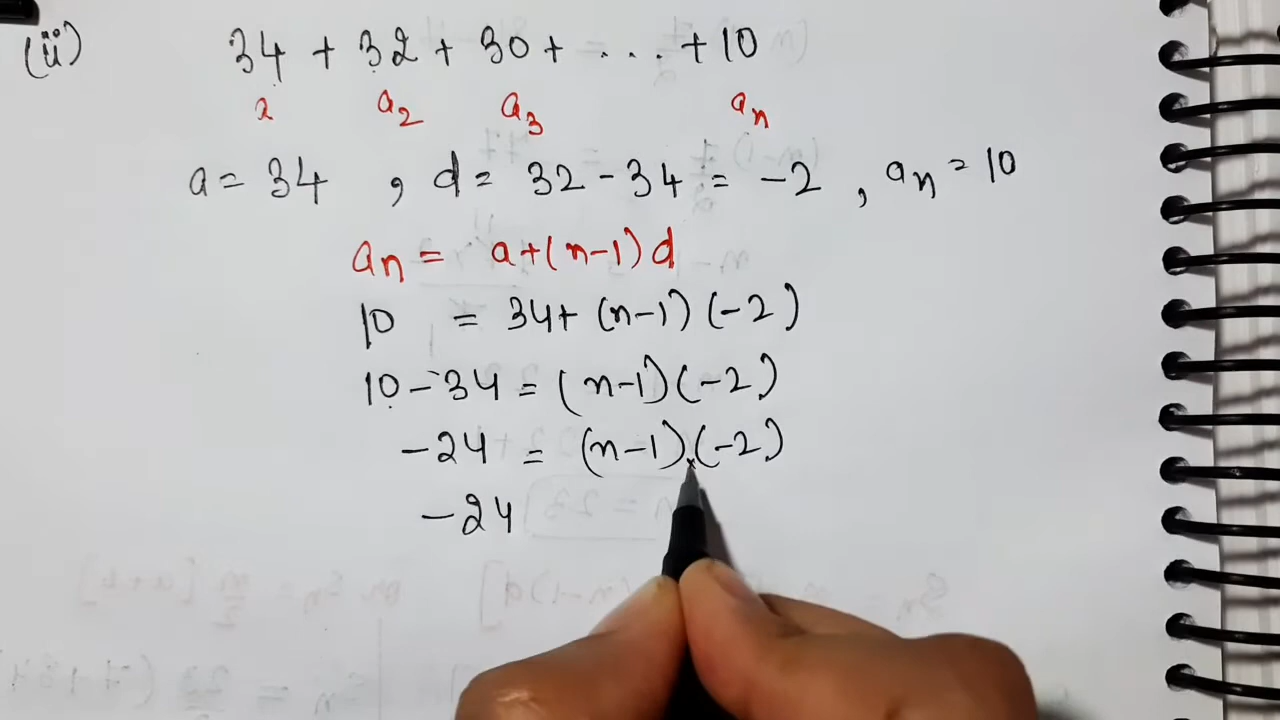 (ii) 34 + 32 + 30 + .... + 10
a a2 a3 an
a = 34 , d = 32 - 34 = -2 , an = 10
an = a+(n-1)d
10 = 34+ (n-1) (-2)
10 - 34 = (n-1) (-2)
-24 = (n-1) (-2)
-24